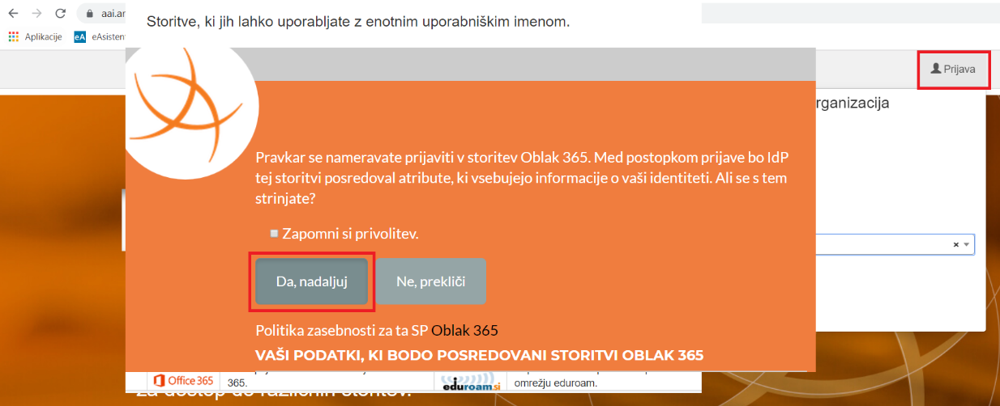 aai.ar
Storitve, ki jih lahko uporabljate z enotnim uporabniškim imenom.
Aplikacije eA eAsisten
Prijava
rganizacija
Pravkar se nameravate prijaviti v storitev Oblak 365. Med postopkom prijave bo IdP
tej storitvi posredoval atribute, ki vsebujejo informacije o vaši identiteti. Ali se s tem
strinjate?
Zapomni si privolitev.
Da, nadaljuj Ne, prekliči
Politika zasebnosti za ta SP Oblak 365
VAŠI PODATKI, KI BODO POSREDOVANI STORITVI OBLAK 365
Office 365 365. eduroam.si omrežju eduroam.